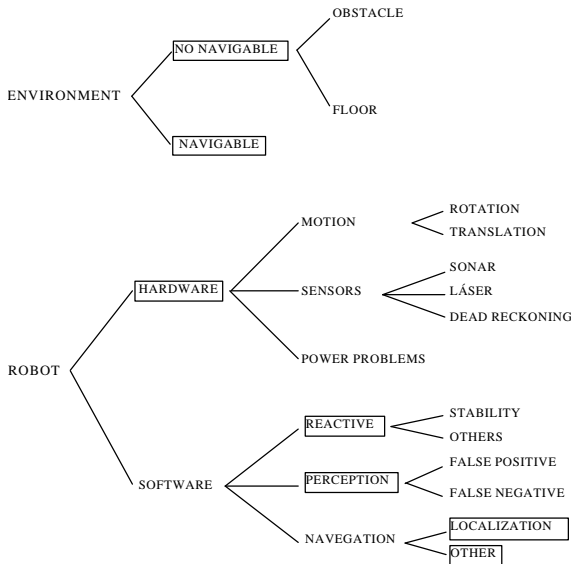 OBSTACLE
NO NAVIGABLE
ENVIRONMENT
FLOOR
NAVIGABLE
ROTATION
MOTION
TRANSLATION
SONAR
HARDWARE
SENSORS
LÁSER
DEAD RECKONING
POWER PROBLEMS
ROBOT
STABILITY
REACTIVE
OTHERS
FALSE POSITIVE
SOFTWARE
PERCEPTION
FALSE NEGATIVE
LOCALIZATION
NAVEGATION
OTHER